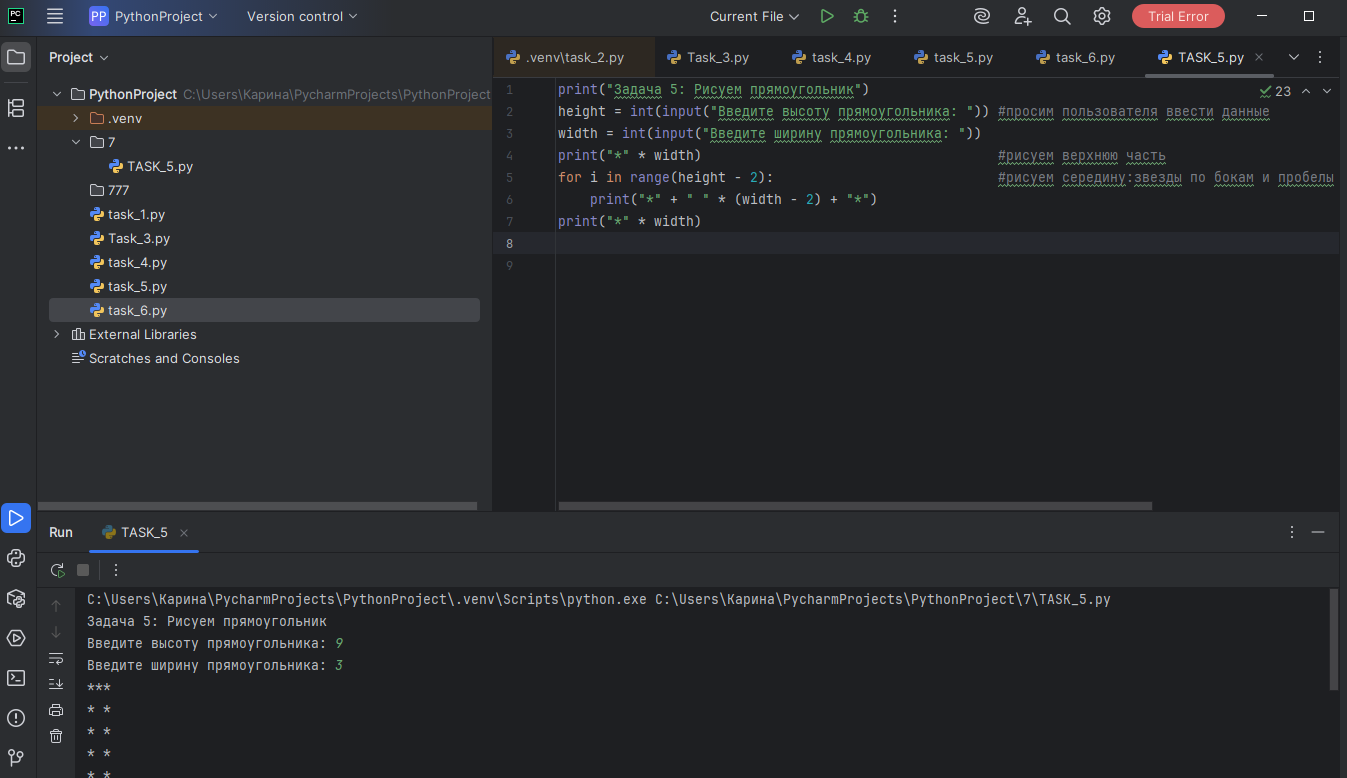 PC PP PythonProject Version control Current File Trial Error
Project
.venv\task_2.py Task_3.py task_4.py task_5.py task_6.py TASK_5.py
PythonProject C:\Users\Карина\PycharmProjects\PythonProject
.venv
7
TASK_5.py
777
task_1.py
Task_3.py
task_4.py
task_5.py
task_6.py
External Libraries
Scratches and Consoles
23
1 print("Задача 5: Рисуем прямоугольник")
2 height = int(input("Введите высоту прямоугольника: ")) #просим пользователя ввести данные
3 width = int(input("Введите ширину прямоугольника: "))
4 print("*" * width) #рисуем верхнюю часть
5 for i in range(height - 2): #рисуем середину:звезды по бокам и пробелы
6 print("*" + " " * (width - 2) + "*")
7 print("*" * width)
8
9
Run TASK_5
C:\Users\Карина\PycharmProjects\PythonProject\.venv\Scripts\python.exe C:\Users\Карина\PycharmProjects\PythonProject\7\TASK_5.py
Задача 5: Рисуем прямоугольник
Введите высоту прямоугольника: 9
Введите ширину прямоугольника: 3
***
* *
* *
* *
* *